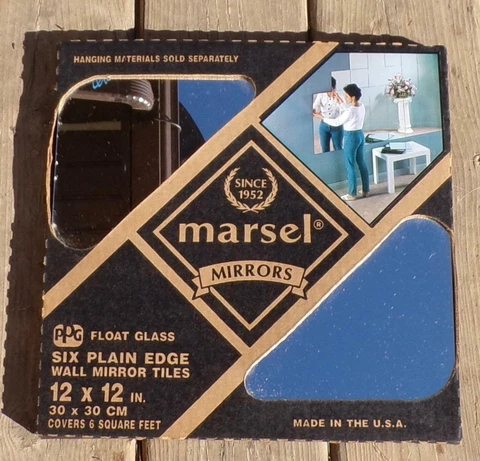 HANGING MATERIALS SOLD SEPARATELY
SINCE
1952
marsel®
MIRRORS
PPG FLOAT GLASS
SIX PLAIN EDGE
WALL MIRROR TILES
12 X 12 IN.
30 X 30 CM
COVERS 6 SQUARE FEET
MADE IN THE U.S.A.